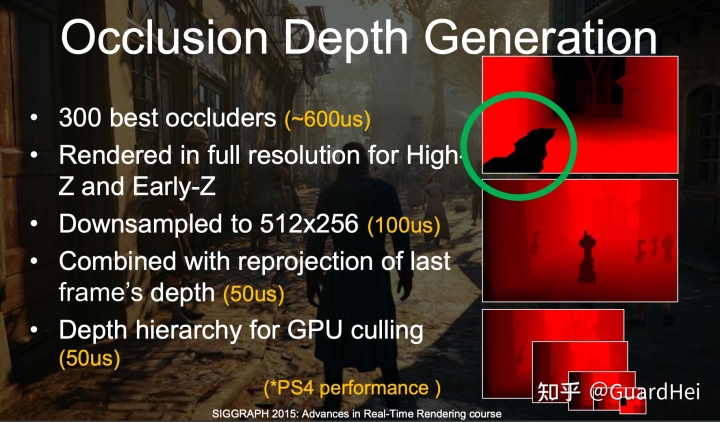 Occlusion Depth Generation
• 300 best occluders (~600us)
• Rendered in full resolution for High-
Z and Early-Z
• Downsampled to 512x256 (100us)
• Combined with reprojection of last
frame’s depth (50us)
• Depth hierarchy for GPU culling
(50us)
(*PS4 performance )
知乎 @GuardHei
SIGGRAPH 2015: Advances in Real-Time Rendering course